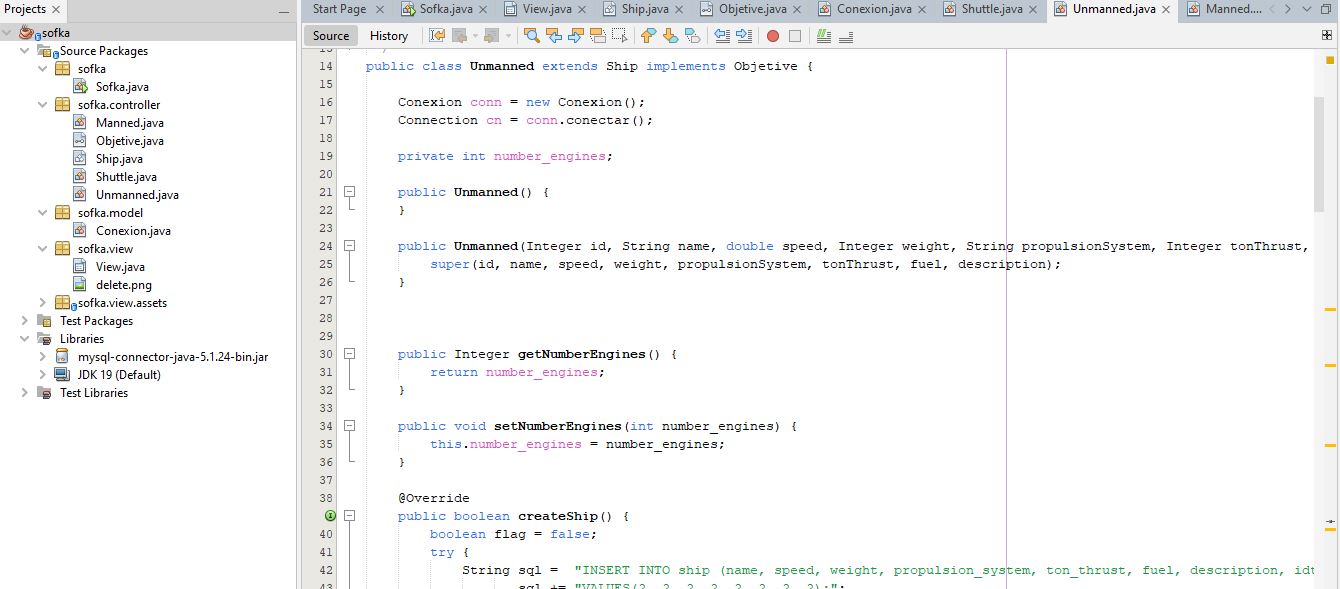 Projects
Start Page
Sofka.java
View.java
Ship.java
Objetive.java
Conexion.java
Shuttle.java
Unmanned.java
Manned....
Source
History
sofka
Source Packages
sofka
Sofka.java
sofka.controller
Manned.java
Objetive.java
Ship.java
Shuttle.java
Unmanned.java
sofka.model
Conexion.java
sofka.view
View.java
delete.png
sofka.view.assets
Test Packages
Libraries
mysql-connector-java-5.1.24-bin.jar
JDK 19 (Default)
Test Libraries
14 public class Unmanned extends Ship implements Objetive {
15
16 Conexion conn = new Conexion();
17 Connection cn = conn.conectar();
18
19 private int number_engines;
20
21 public Unmanned() {
22 }
23
24 public Unmanned(Integer id, String name, double speed, Integer weight, String propulsionSystem, Integer tonThrust,
25 super(id, name, speed, weight, propulsionSystem, tonThrust, fuel, description);
26 }
27
28
29
30 public Integer getNumberEngines() {
31 return number_engines;
32 }
33
34 public void setNumberEngines(int number_engines) {
35 this.number_engines = number_engines;
36 }
37
38 @Override
public boolean createShip() {
40 boolean flag = false;
41 try {
42 String sql = "INSERT INTO ship (name, speed, weight, propulsion_system, ton_thrust, fuel, description, idt
43 sql += "VALUES(?, ?, ?, ?, ?, ?, ?, ?);";